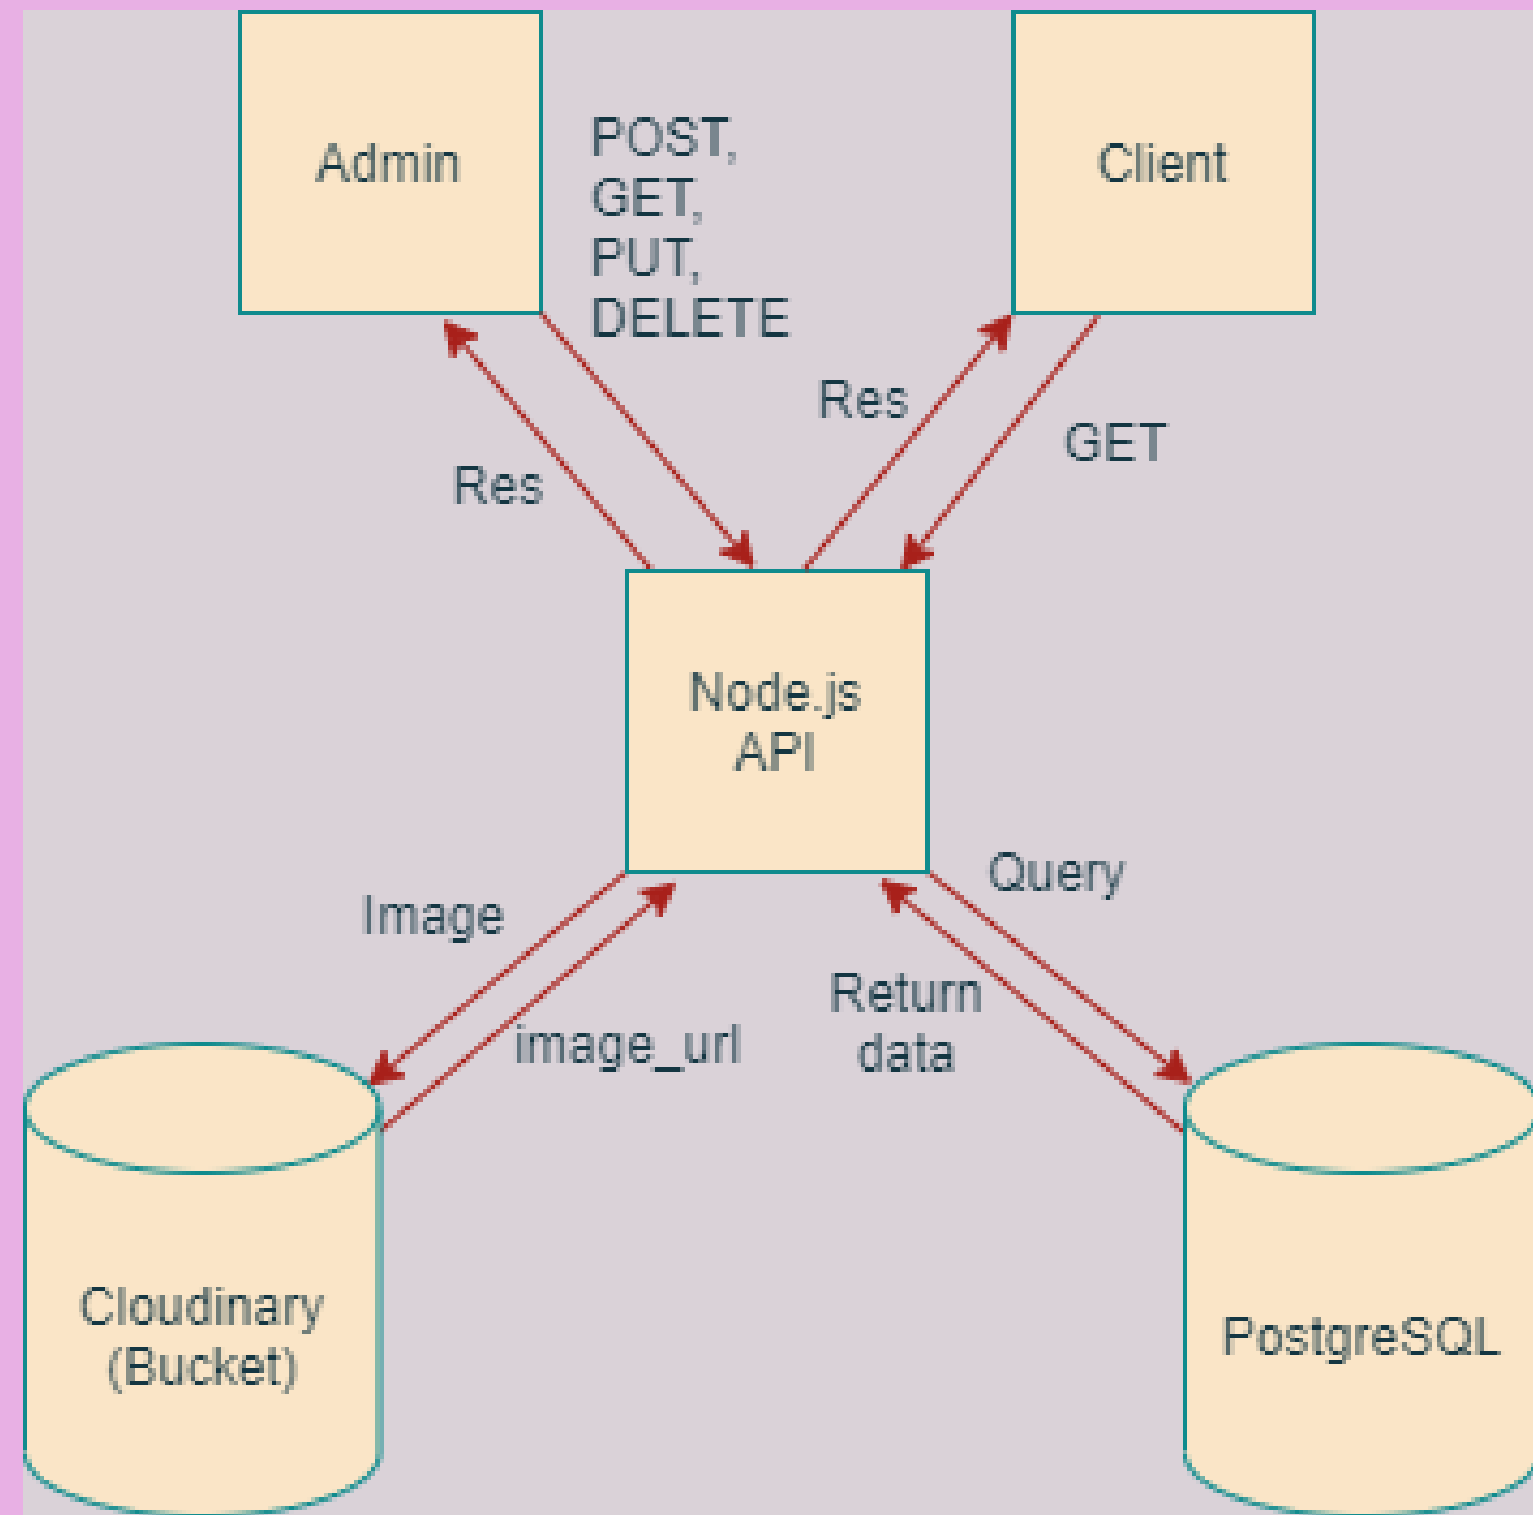 Admin
POST,
GET,
PUT,
DELETE
Client
Res
GET
Res
Node.js
API
Image
Query
image_url
Return
data
Cloudinary
(Bucket)
PostgreSQL